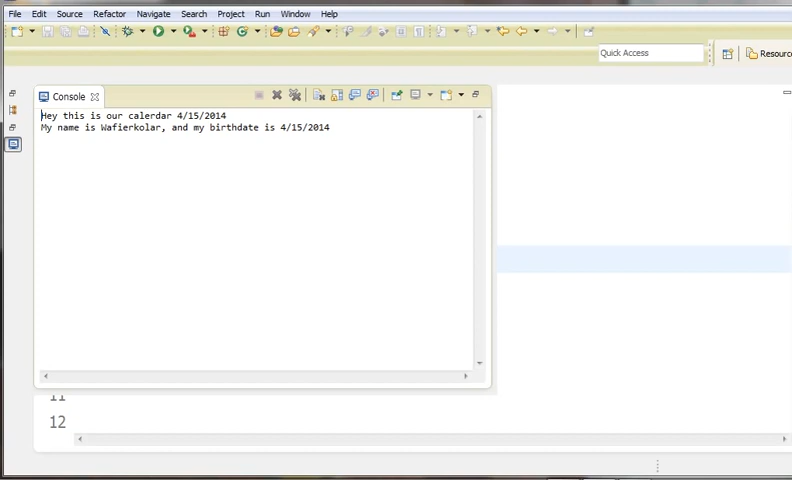 File Edit Source Refactor Navigate Search Project Run Window Help
Quick Access
Resourc
Console
Hey this is our calerdar 4/15/2014
My name is Wafierkolar, and my birthdate is 4/15/2014
11
12